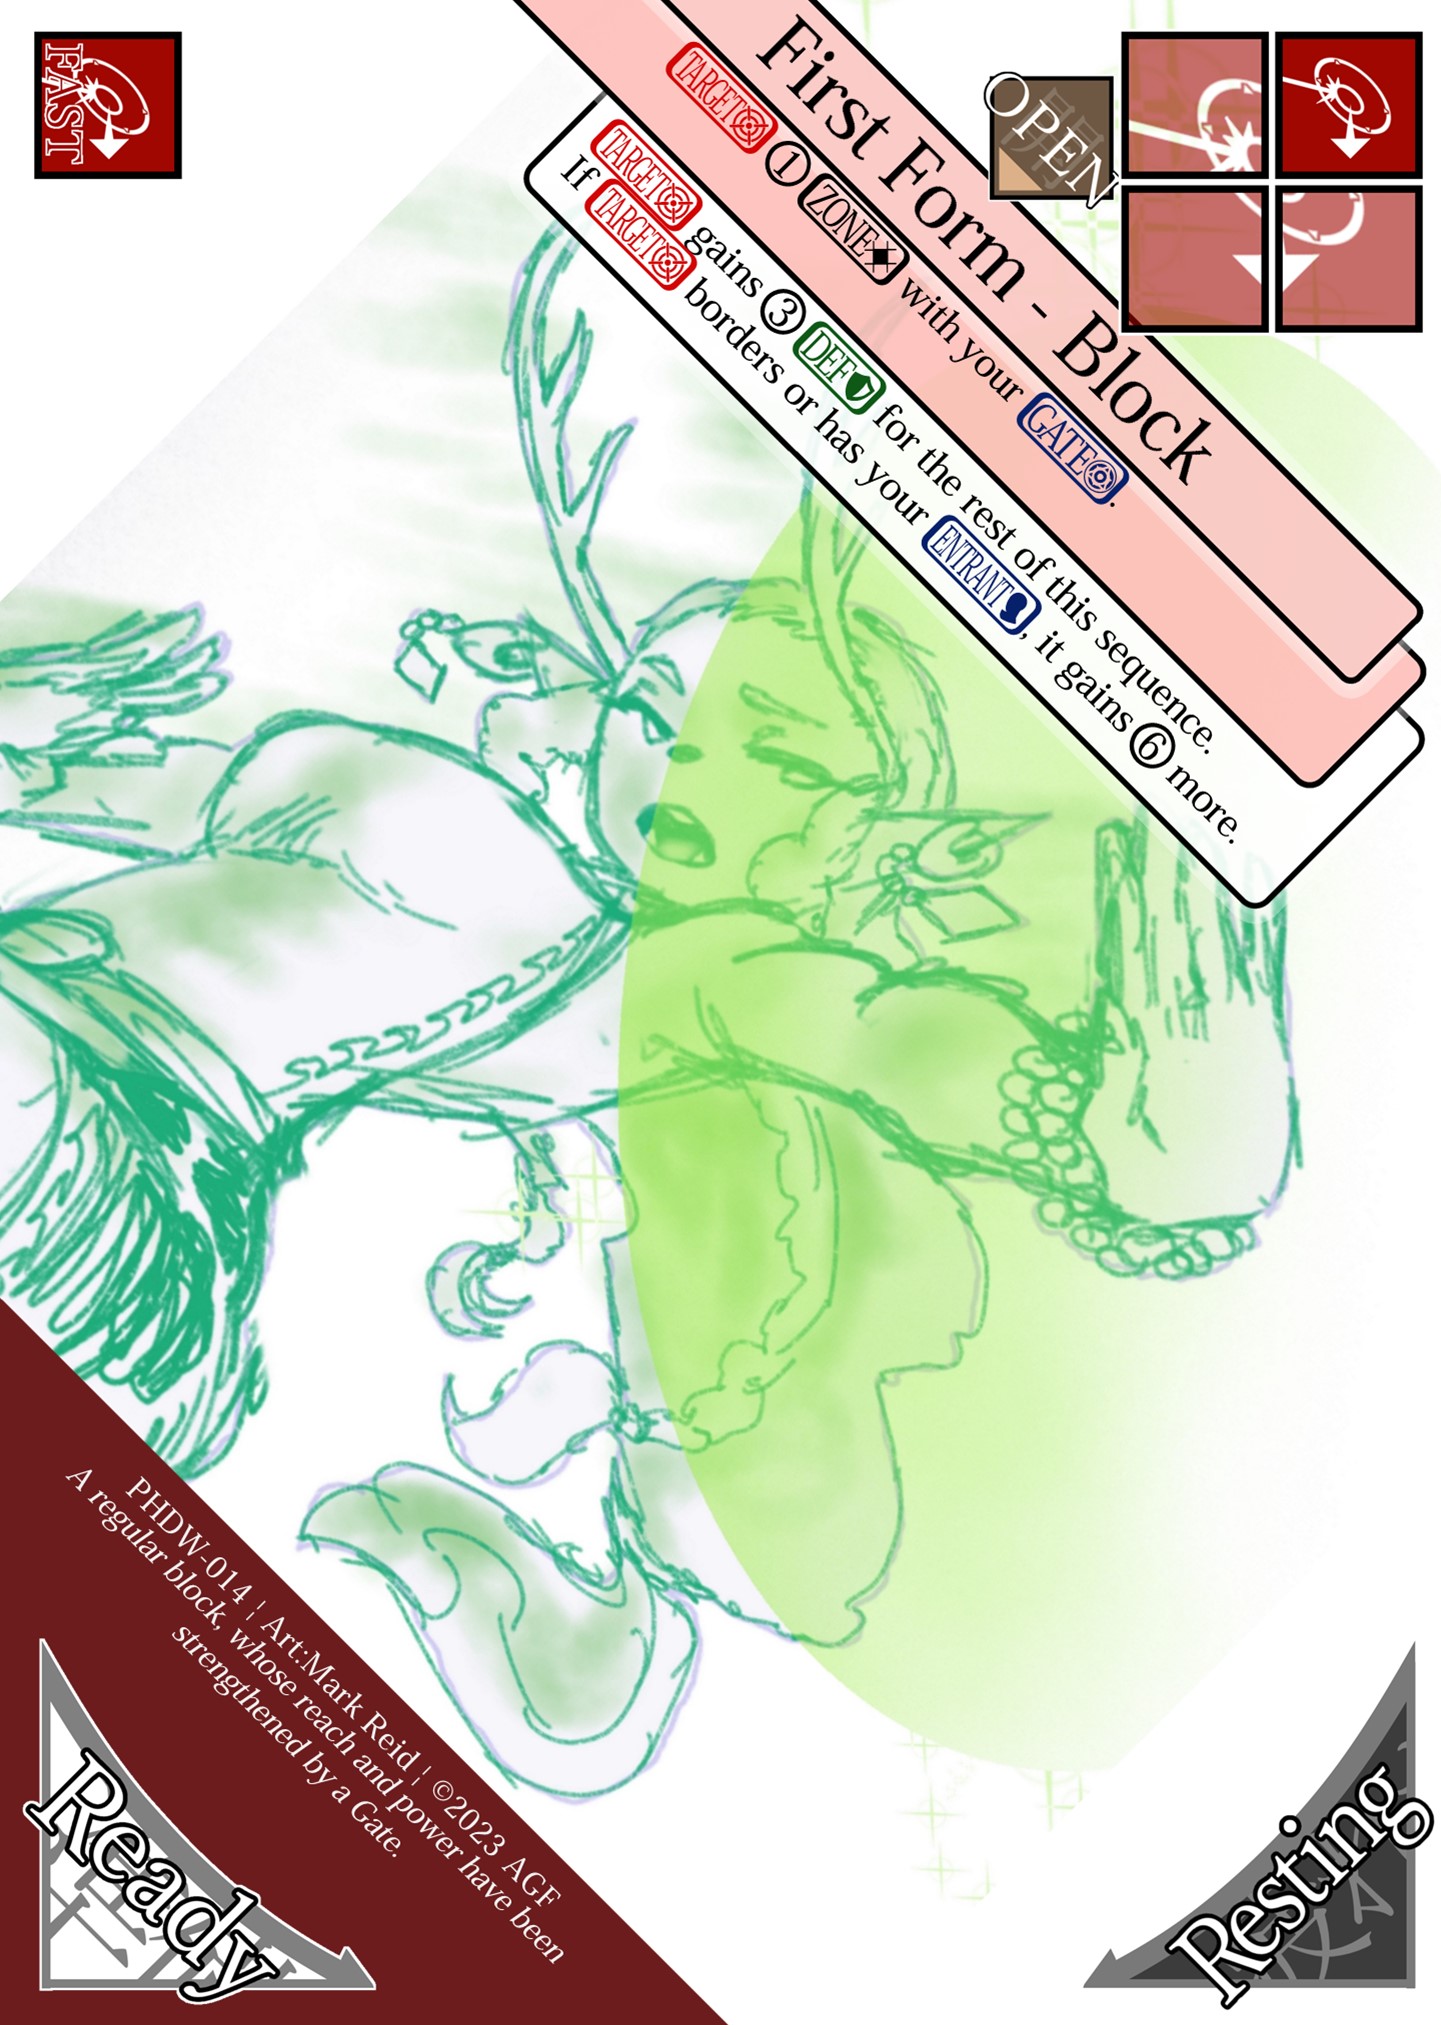 FAST
First Form - Block
OPEN
開
TARGET ① ZONE with your GATE.
TARGET gains ③ DEF for the rest of this sequence.
If TARGET borders or has your ENTRANT, it gains ⑥ more.
PHDW-014 ¦ Art:Mark Reid ¦ ©2023 AGF
A regular block, whose reach and power have been
strengthened by a Gate.
Ready
Resting